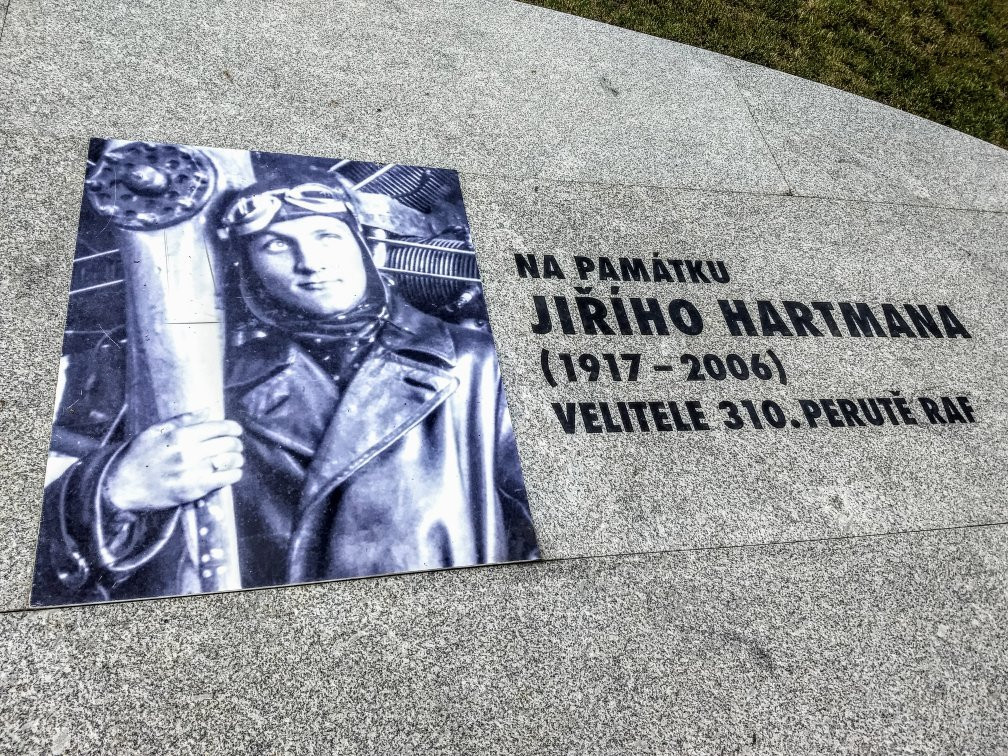 NA PAMÁTKU
JIŘÍHO HARTMANA
(1917 – 2006)
VELITELE 310. PERUTĚ RAF